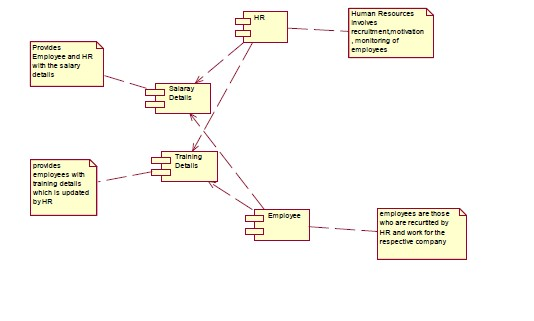 HR
Human Resources
involves
recruitment,motivation
, monitoring of
employees
Provides
Employee and HR
with the salary
details
Salaray
Details
Training
Details
provides
employees with
training details
which is updated
by HR
Employee
employees are those
who are recurtited by
HR and work for the
respective company